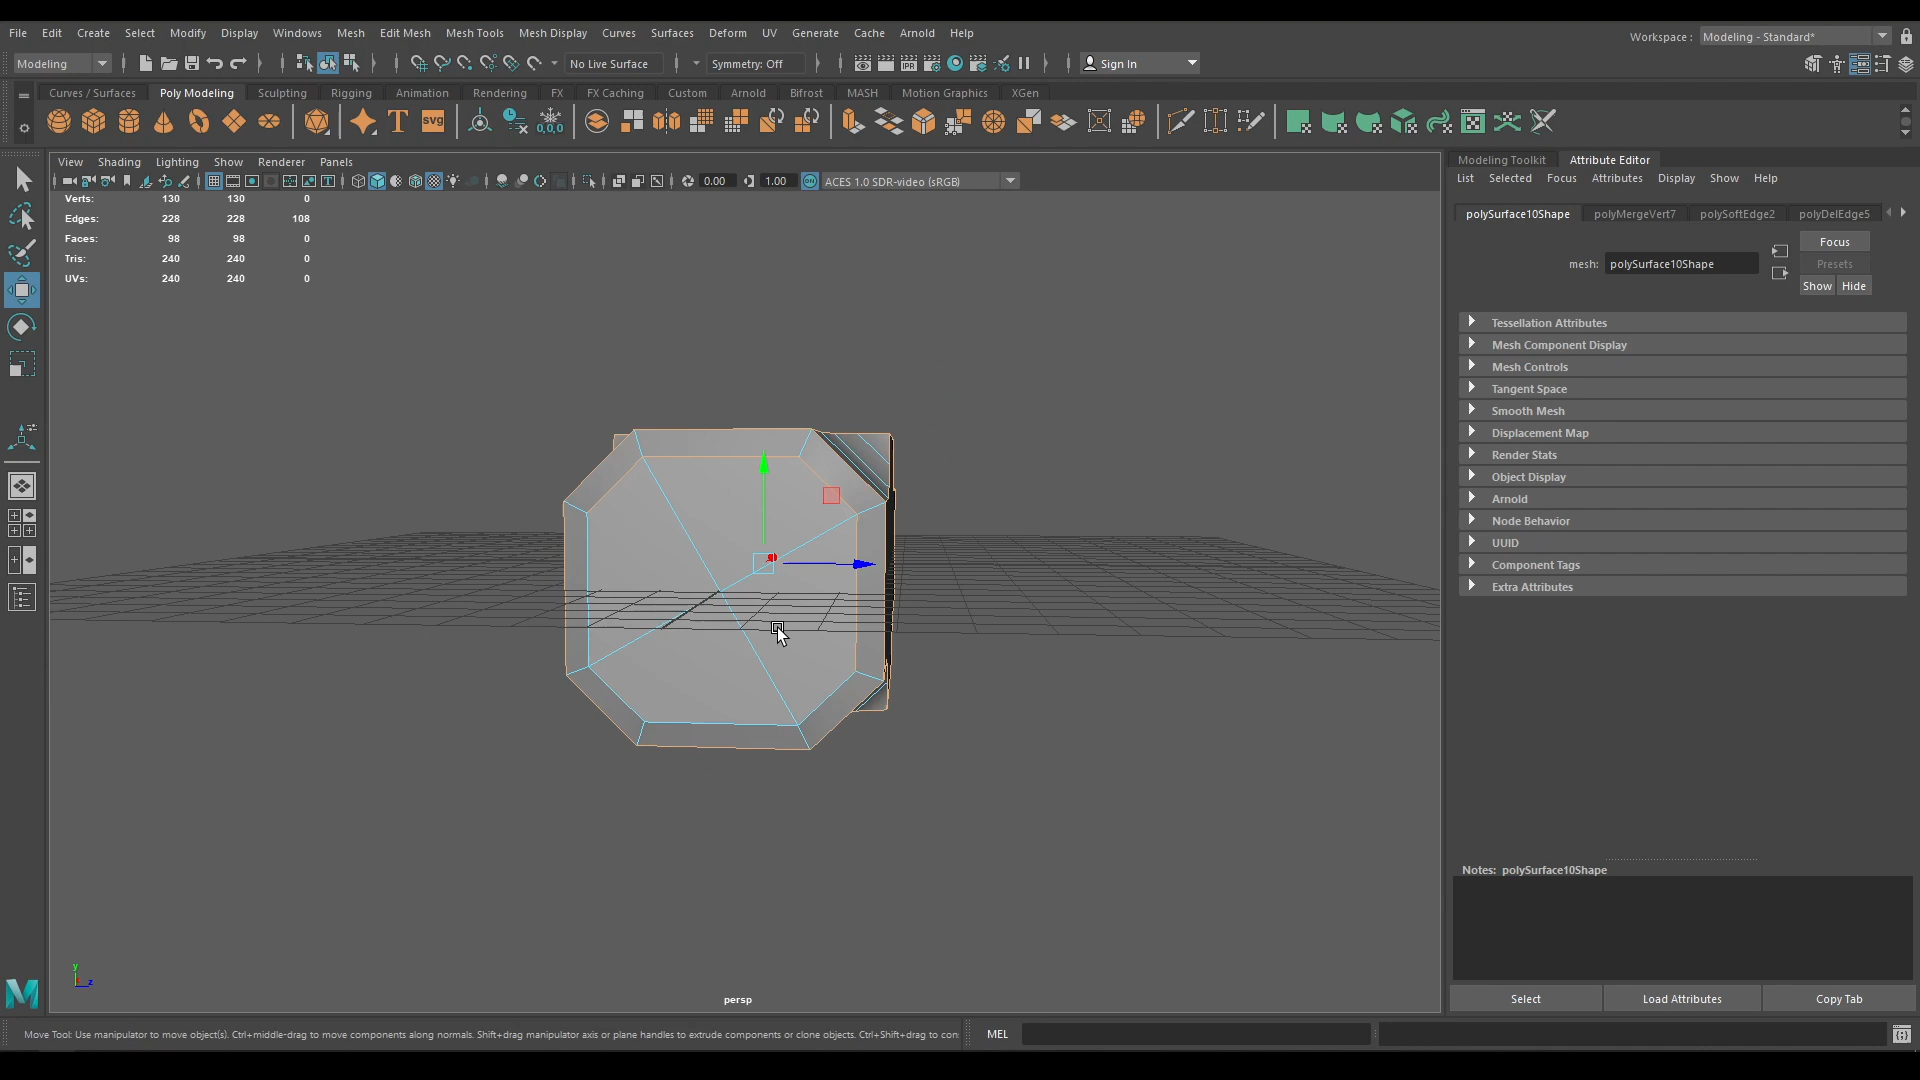 File Edit Create Select Modify Display Windows Mesh Edit Mesh Mesh Tools Mesh Display Curves Surfaces Deform UV Generate Cache Arnold Help
Workspace : Modeling - Standard*
Modeling No Live Surface Symmetry: Off IPR Sign In
Curves / Surfaces Poly Modeling Sculpting Rigging Animation Rendering FX FX Caching Custom Arnold Bifrost MASH Motion Graphics XGen
T svg 0,0,0
View Shading Lighting Show Renderer Panels
0.00 1.00 ON ACES 1.0 SDR-video (sRGB)
Verts: 130 130 0
Edges: 228 228 108
Faces: 98 98 0
Tris: 240 240 0
UVs: 240 240 0
y
z
persp
Modeling Toolkit Attribute Editor
List Selected Focus Attributes Display Show Help
polySurface10Shape polyMergeVert7 polySoftEdge2 polyDelEdge5
Focus
mesh: polySurface10Shape Presets
Show Hide
Tessellation Attributes
Mesh Component Display
Mesh Controls
Tangent Space
Smooth Mesh
Displacement Map
Render Stats
Object Display
Arnold
Node Behavior
UUID
Component Tags
Extra Attributes
Notes: polySurface10Shape
Select Load Attributes Copy Tab
Move Tool: Use manipulator to move object(s). Ctrl+middle-drag to move components along normals. Shift+drag manipulator axis or plane handles to extrude components or clone objects. Ctrl+Shift+drag to con
MEL